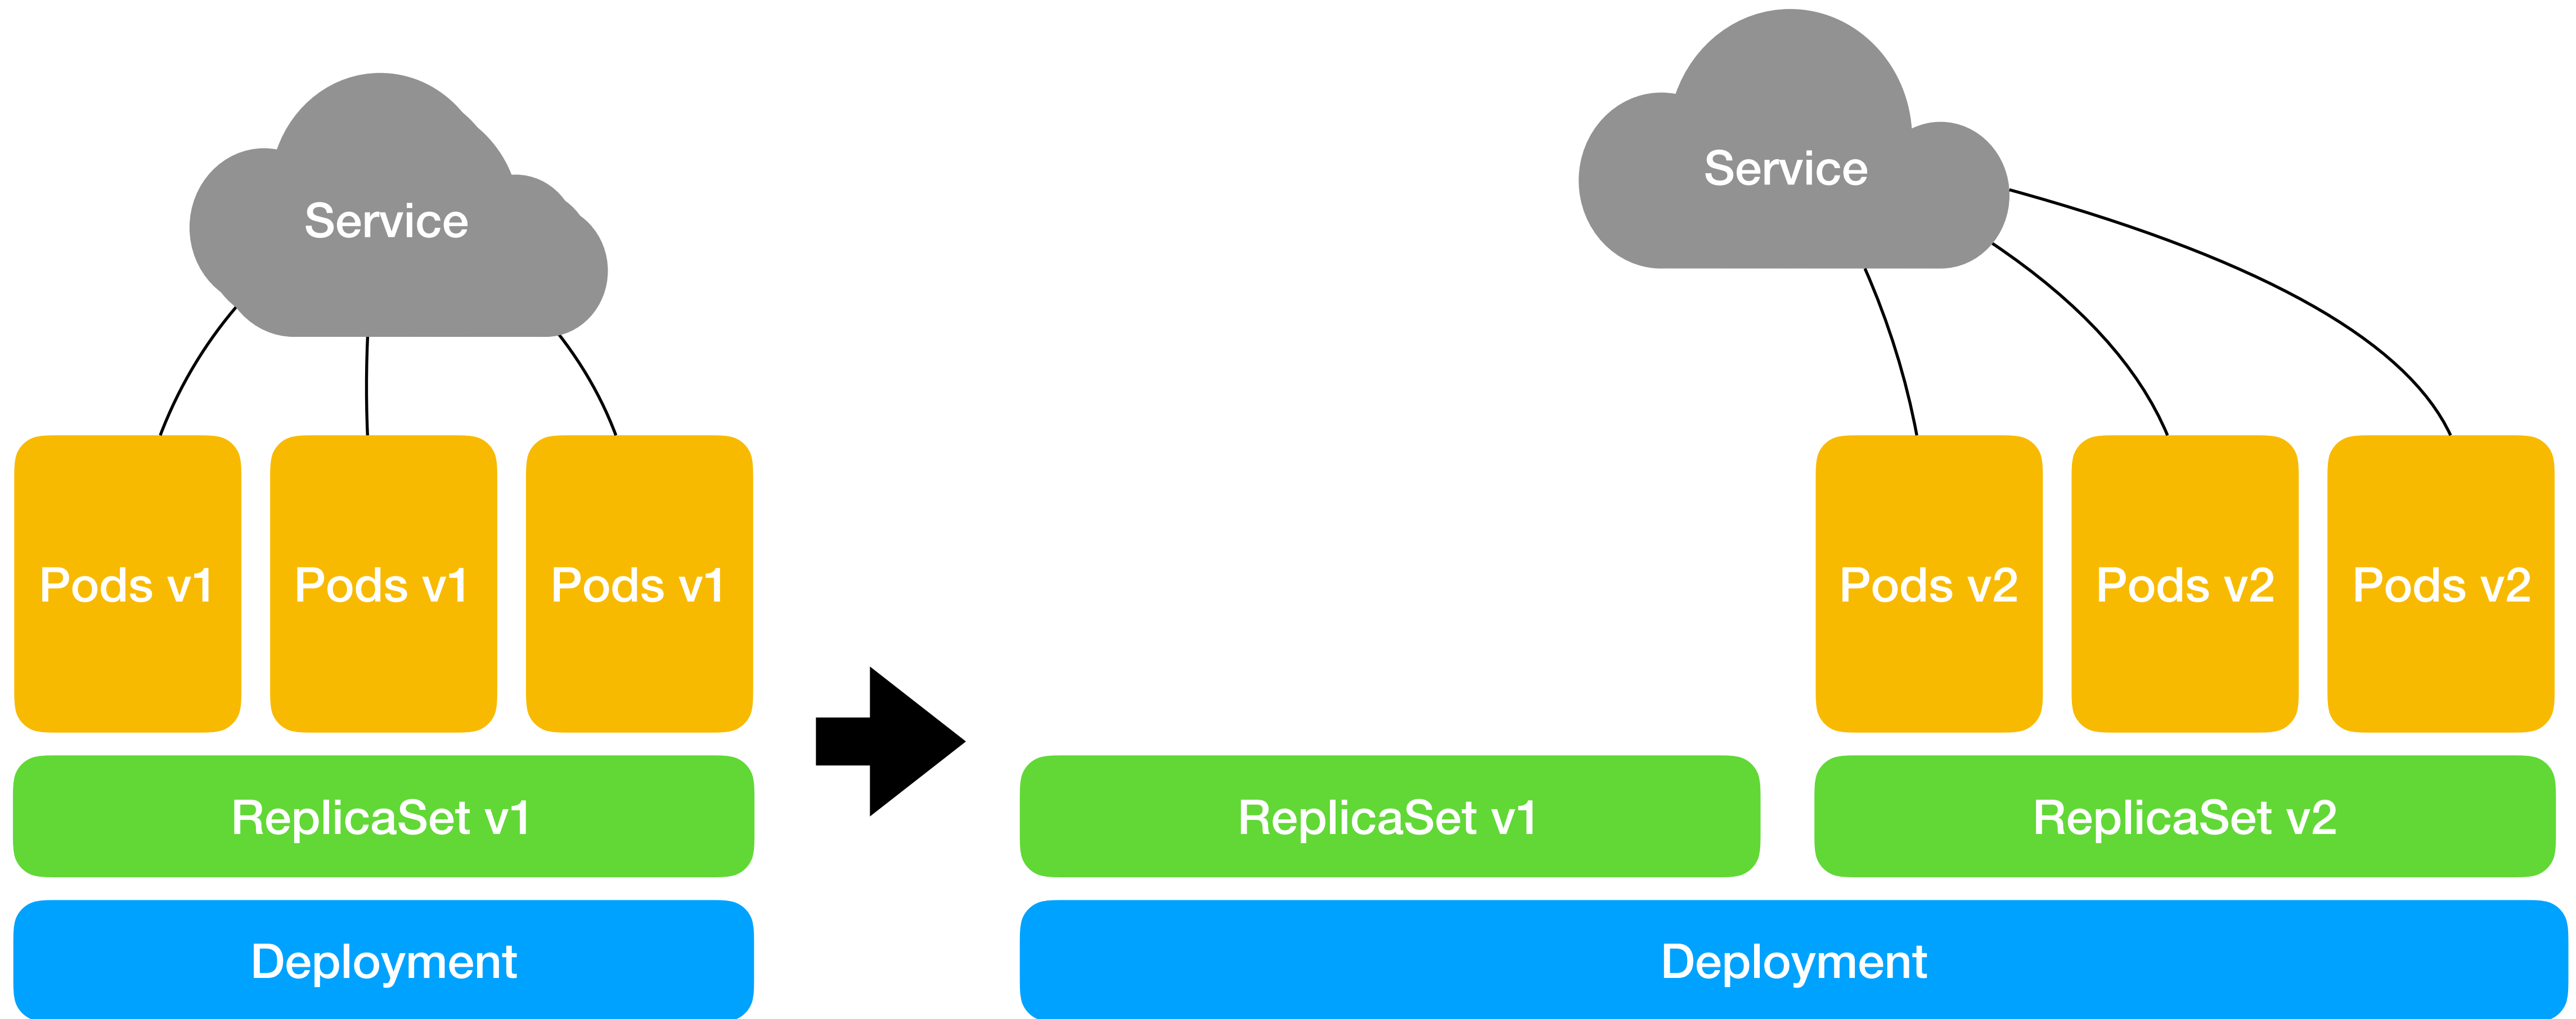 Service
Service
Pods v1
Pods v1
Pods v1
Pods v2
Pods v2
Pods v2
ReplicaSet v1
ReplicaSet v1
ReplicaSet v2
Deployment
Deployment